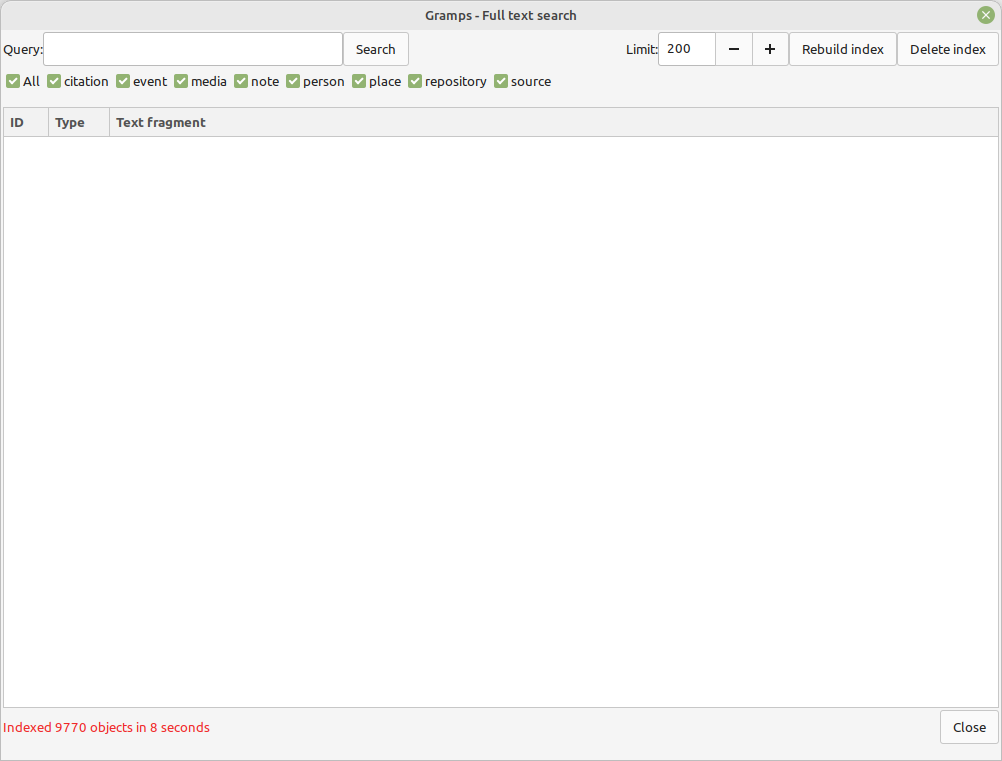 Gramps - Full text search
Query: Search Limit: 200 − + Rebuild index Delete index
All citation event media note person place repository source
ID Type Text fragment
Indexed 9770 objects in 8 seconds Close